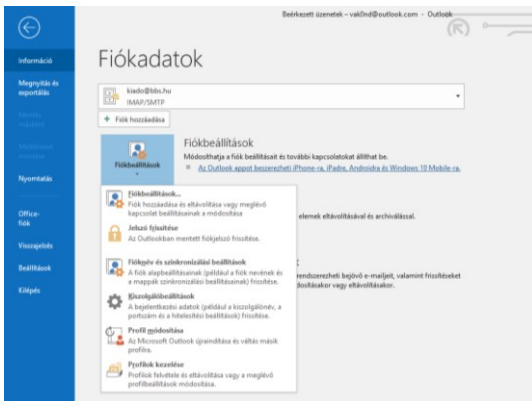 Beérkezett üzenetek – vakond@outlook.com - Outlook
Információ
Megnyitás és
exportálás
Mentés
másként
Nyomtatás
Office-
fiók
Visszajelzés
Beállítások
Kilépés
Fiókadatok
kiado@bbs.hu
IMAP/SMTP
Fiók hozzáadása
Fiókbeállítások
Fiókbeállítások
Módosíthatja a fiók beállításait és további kapcsolatokat állíthat be.
Az Outlook appot beszerezheti iPhone-ra, iPadre, Androidra és Windows 10 Mobile-ra.
Fiókbeállítások...
Fiók hozzáadása és eltávolítása vagy meglévő
kapcsolat beállításainak a módosítása
Jelszó frissítése
Az Outlookban mentett fiókjelszó frissítése.
Fióknév és szinkronizálási beállítások
A fiók alapbeállításainak (például a fiók nevének és
a mappák szinkronizálási beállításainak) frissítése.
Kiszolgálóbeállítások
A bejelentkezési adatok (például a kiszolgálónév, a
portszám és a hitelesítési beállítások) frissítése.
Profil módosítása
Az Microsoft Outlook újraindítása és váltás másik
profilra.
Profilok kezelése
Profilok felvétele és eltávolítása vagy a meglévő
profilbeállítások módosítása.
elemek eltávolításával és archiválással.
rendszerezheti bejövő e-mailjeit, valamint frissítéseket
módosításakor vagy eltávolításakor.